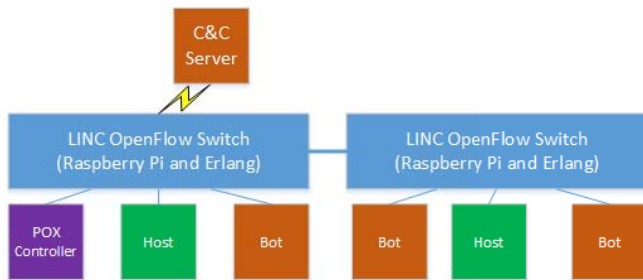 C&C
Server
LINC OpenFlow Switch
(Raspberry Pi and Erlang)
LINC OpenFlow Switch
(Raspberry Pi and Erlang)
POX
Controller
Host
Bot
Bot
Host
Bot